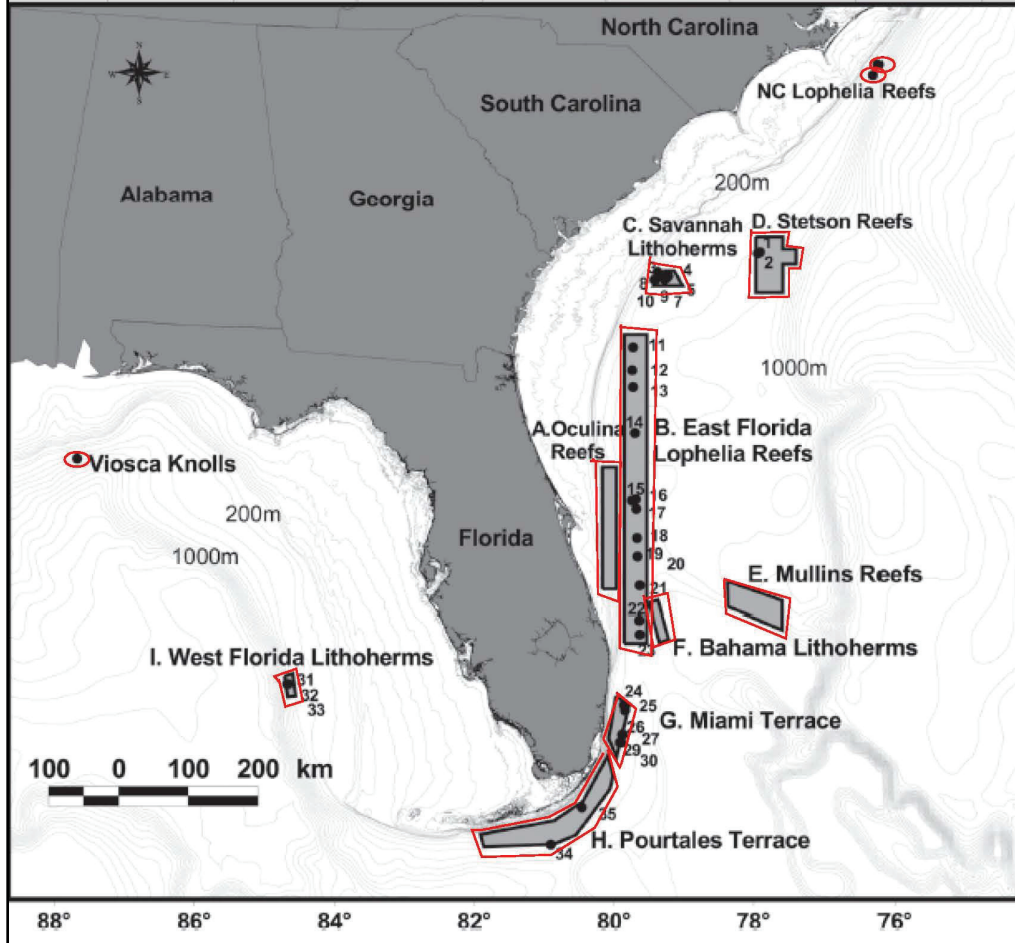 North Carolina
N
W E
S
NC Lophelia Reefs
South Carolina
Alabama
Georgia
200m
C. Savannah
Lithoherms
D. Stetson Reefs
1
2
3 4
8 5
10 9 7
11
12
13
1000m
14
A.Oculina
Reefs
B. East Florida
Lophelia Reefs
Viosca Knolls
15 16
17
200m
1000m
Florida
18
19 20
21
22
E. Mullins Reefs
F. Bahama Lithoherms
I. West Florida Lithoherms
31
32
33
24
25
26
27
29
30
G. Miami Terrace
100 0 100 200 km
35
34
H. Pourtales Terrace
88° 86° 84° 82° 80° 78° 76°